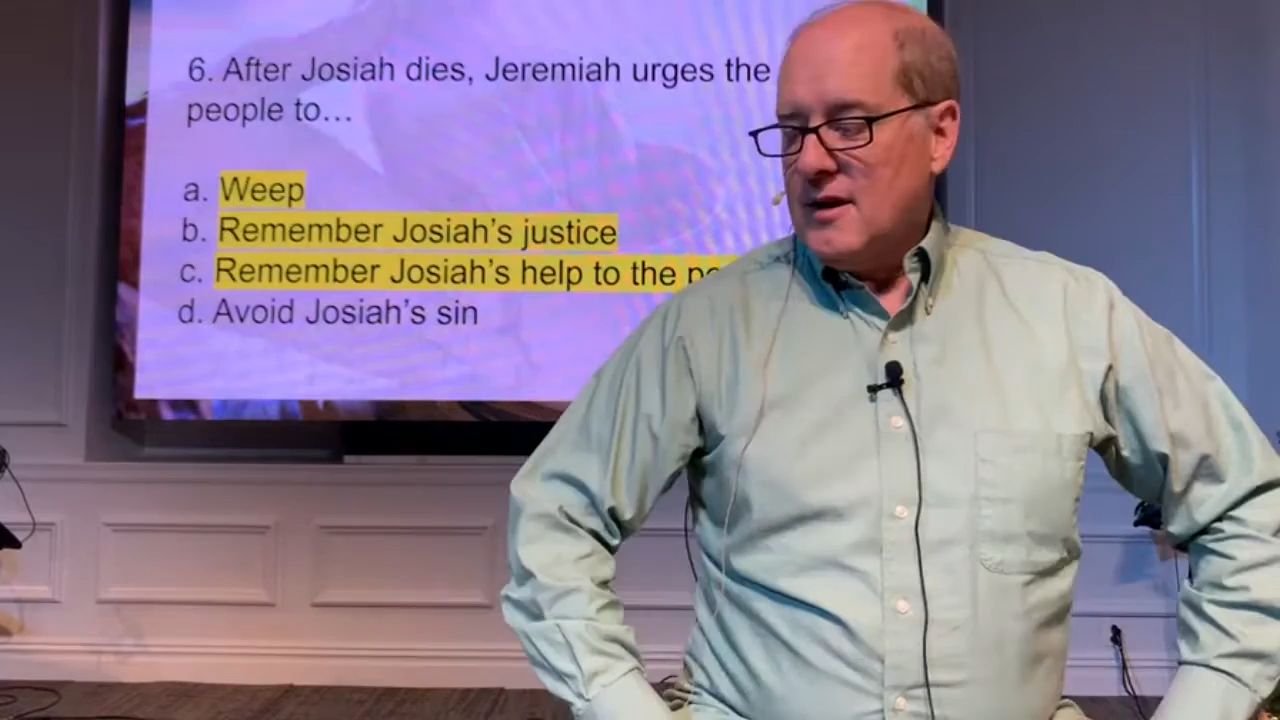 6. After Josiah dies, Jeremiah urges the
people to…
a. Weep
b. Remember Josiah’s justice
c. Remember Josiah’s help to the
d. Avoid Josiah’s sin